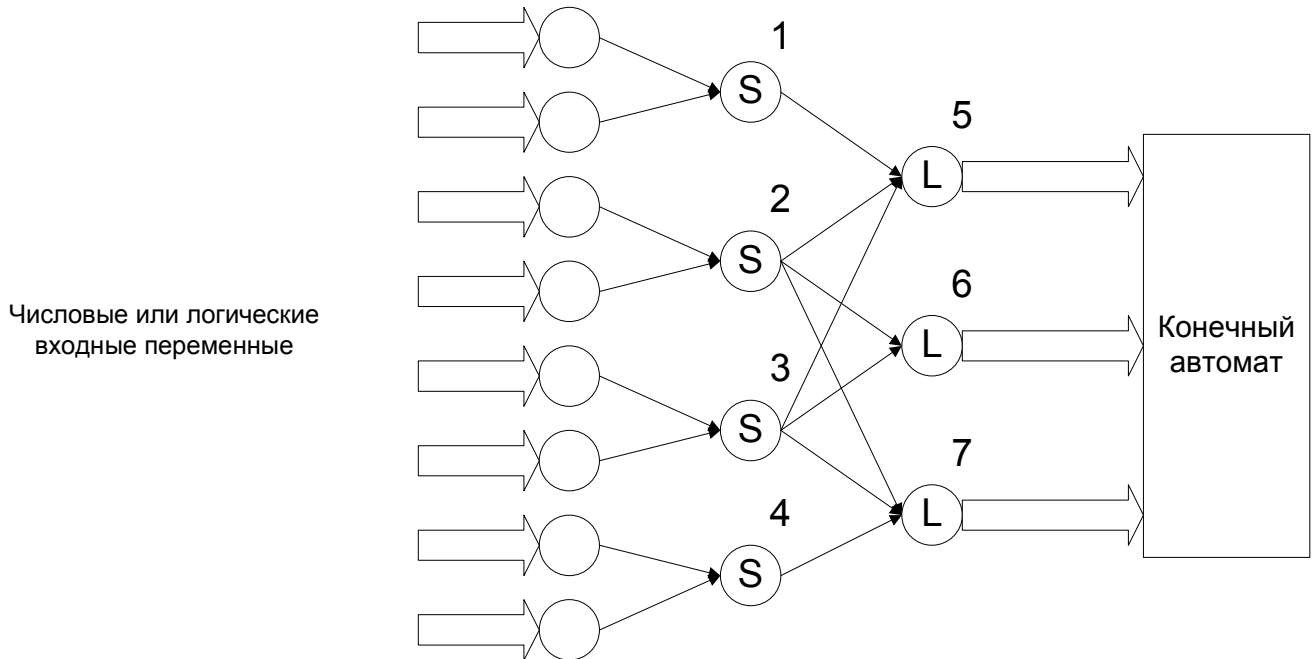 1
S
5
L
2
S
6
L
Числовые или логические
входные переменные
Конечный
автомат
3
S
7
L
4
S